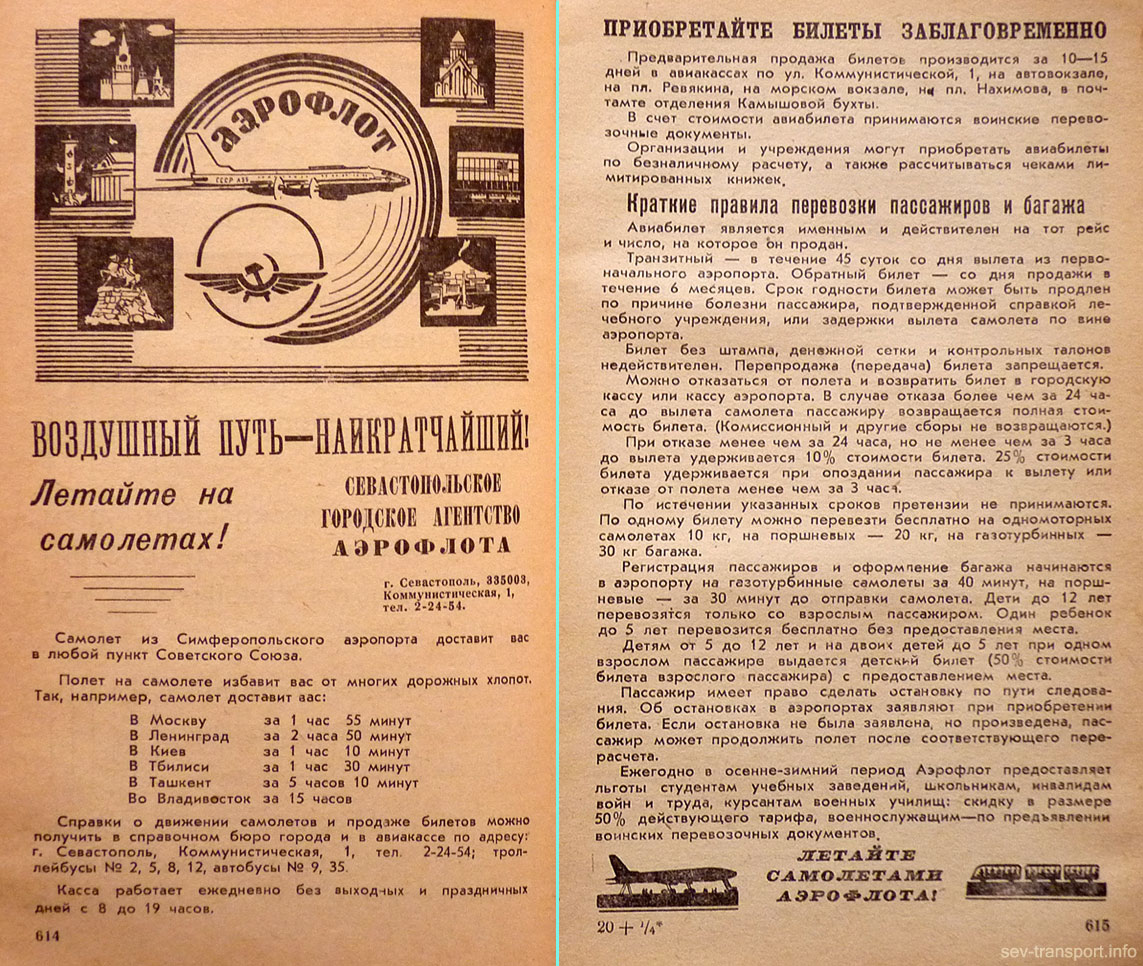 АЭРОФЛОТ
СССР
ВОЗДУШНЫЙ ПУТЬ—НАИКРАТЧАЙШИЙ!
Летайте на
самолетах!
СЕВАСТОПОЛЬСКОЕ
ГОРОДСКОЕ АГЕНТСТВО
АЭРОФЛОТА
г. Севастополь, 335003,
Коммунистическая, 1,
тел. 2-24-54.
Самолет из Симферопольского аэропорта доставит вас
в любой пункт Советского Союза.
Полет на самолете избавит вас от многих дорожных хлопот.
Так, например, самолет доставит вас:
В Москву за 1 час 55 минут
В Ленинград за 2 часа 50 минут
В Киев за 1 час 10 минут
В Тбилиси за 1 час 30 минут
В Ташкент за 5 часов 10 минут
Во Владивосток за 15 часов
Справки о движении самолетов и продаже билетов можно
получить в справочном бюро города и в авиакассе по адресу:
г. Севастополь, Коммунистическая, 1, тел. 2-24-54; трол-
лейбусы № 2, 5, 8, 12, автобусы № 9, 35.
Касса работает ежедневно без выходных и праздничных
дней с 8 до 19 часов.
614
ПРИОБРЕТАЙТЕ БИЛЕТЫ ЗАБЛАГОВРЕМЕННО
Предварительная продажа билетов производится за 10—15
дней в авиакассах по ул. Коммунистической, 1, на автовокзале,
на пл. Ревякина, на морском вокзале, на пл. Нахимова, в поч-
тамте отделения Камышовой бухты.
В счет стоимости авиабилета принимаются воинские перево-
зочные документы.
Организации и учреждения могут приобретать авиабилеты
по безналичному расчету, а также рассчитываться чеками ли-
митированных книжек.
Краткие правила перевозки пассажиров и багажа
Авиабилет является именным и действителен на тот рейс
и число, на которое он продан.
Транзитный — в течение 45 суток со дня вылета из перво-
начального аэропорта. Обратный билет — со дня продажи в
течение 6 месяцев. Срок годности билета может быть продлен
по причине болезни пассажира, подтвержденной справкой ле-
чебного учреждения, или задержки вылета самолета по вине
аэропорта.
Билет без штампа, денежной сетки и контрольных талонов
недействителен. Перепродажа (передача) билета запрещается.
Можно отказаться от полета и возвратить билет в городскую
кассу или кассу аэропорта. В случае отказа более чем за 24 ча-
са до вылета самолета пассажиру возвращается полная стои-
мость билета. (Комиссионный и другие сборы не возвращаются.)
При отказе менее чем за 24 часа, но не менее чем за 3 часа
до вылета удерживается 10% стоимости билета. 25% стоимости
билета удерживается при опоздании пассажира к вылету или
отказе от полета менее чем за 3 часа.
По истечении указанных сроков претензии не принимаются.
По одному билету можно перевезти бесплатно на одномоторных
самолетах 10 кг, на поршневых — 20 кг, на газотурбинных —
30 кг багажа.
Регистрация пассажиров и оформление багажа начинаются
в аэропорту на газотурбинные самолеты за 40 минут, на порш-
невые — за 30 минут до отправки самолета. Дети до 12 лет
перевозятся только со взрослым пассажиром. Один ребенок
до 5 лет перевозится бесплатно без предоставления места.
Детям от 5 до 12 лет и на двоих детей до 5 лет при одном
взрослом пассажире выдается детский билет (50% стоимости
билета взрослого пассажира) с предоставлением места.
Пассажир имеет право сделать остановку по пути следова-
ния. Об остановках в аэропортах заявляют при приобретении
билета. Если остановка не была заявлена, но произведена, пас-
сажир может продолжить полет после соответствующего пере-
расчета.
Ежегодно в осенне-зимний период Аэрофлот предоставляет
льготы студентам учебных заведений, школьникам, инвалидам
войн и труда, курсантам военных училищ: скидку в размере
50% действующего тарифа, военнослужащим—по предъявлении
воинских перевозочных документов.
ЛЕТАЙТЕ
САМОЛЕТАМИ
АЭРОФЛОТА!
20 + ¼*
615
sev-transport.info